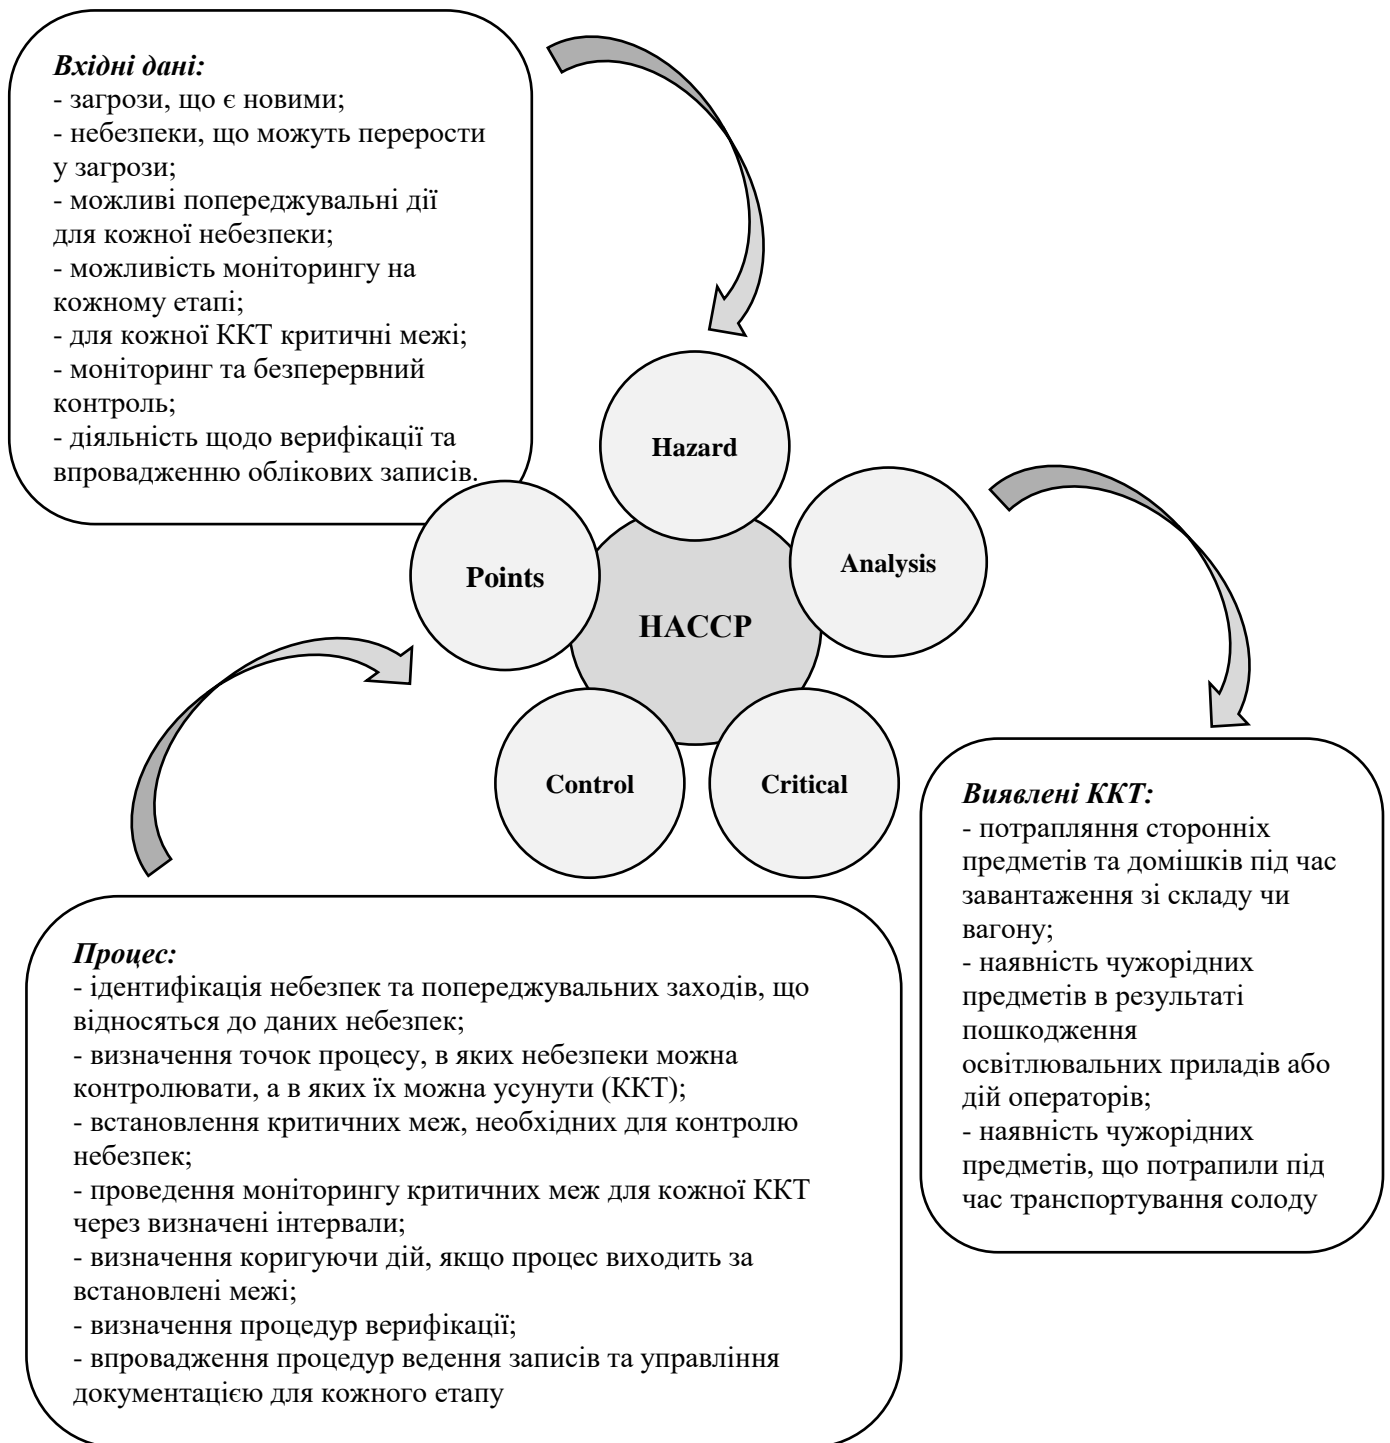 Вхідні дані:
- загрози, що є новими;
- небезпеки, що можуть перерости
у загрози;
- можливі попереджувальні дії
для кожної небезпеки;
- можливість моніторингу на
кожному етапі;
- для кожної ККТ критичні межі;
- моніторинг та безперервний
контроль;
- діяльність щодо верифікації та
впровадженню облікових записів.
Hazard
Analysis
Points
HACCP
Control
Critical
Виявлені ККТ:
- потрапляння сторонніх
предметів та домішків під час
завантаження зі складу чи
вагону;
- наявність чужорідних
предметів в результаті
пошкодження
освітлювальних приладів або
дій операторів;
- наявність чужорідних
предметів, що потрапили під
час транспортування солоду
Процес:
- ідентифікація небезпек та попереджувальних заходів, що
відносяться до даних небезпек;
- визначення точок процесу, в яких небезпеки можна
контролювати, а в яких їх можна усунути (ККТ);
- встановлення критичних меж, необхідних для контролю
небезпек;
- проведення моніторингу критичних меж для кожної ККТ
через визначені інтервали;
- визначення коригуючи дій, якщо процес виходить за
встановлені межі;
- визначення процедур верифікації;
- впровадження процедур ведення записів та управління
документацією для кожного етапу